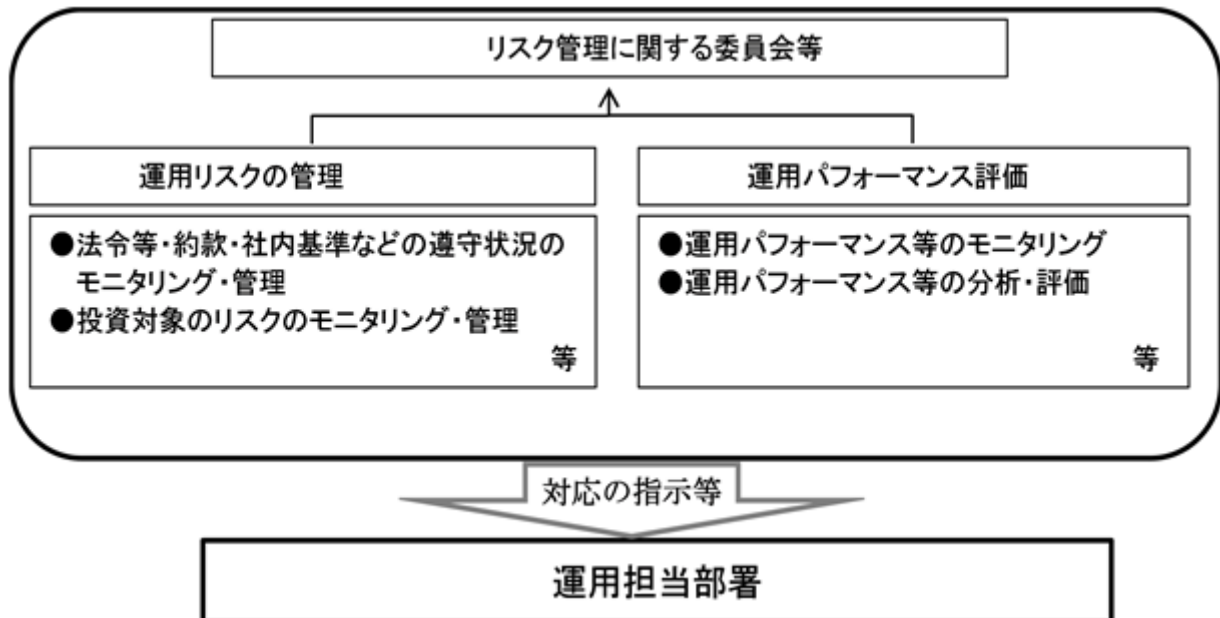 リスク管理に関する委員会等
運用リスクの管理
●法令等・約款・社内基準などの遵守状況の
モニタリング・管理
●投資対象のリスクのモニタリング・管理
等
運用パフォーマンス評価
●運用パフォーマンス等のモニタリング
●運用パフォーマンス等の分析・評価
等
対応の指示等
運用担当部署